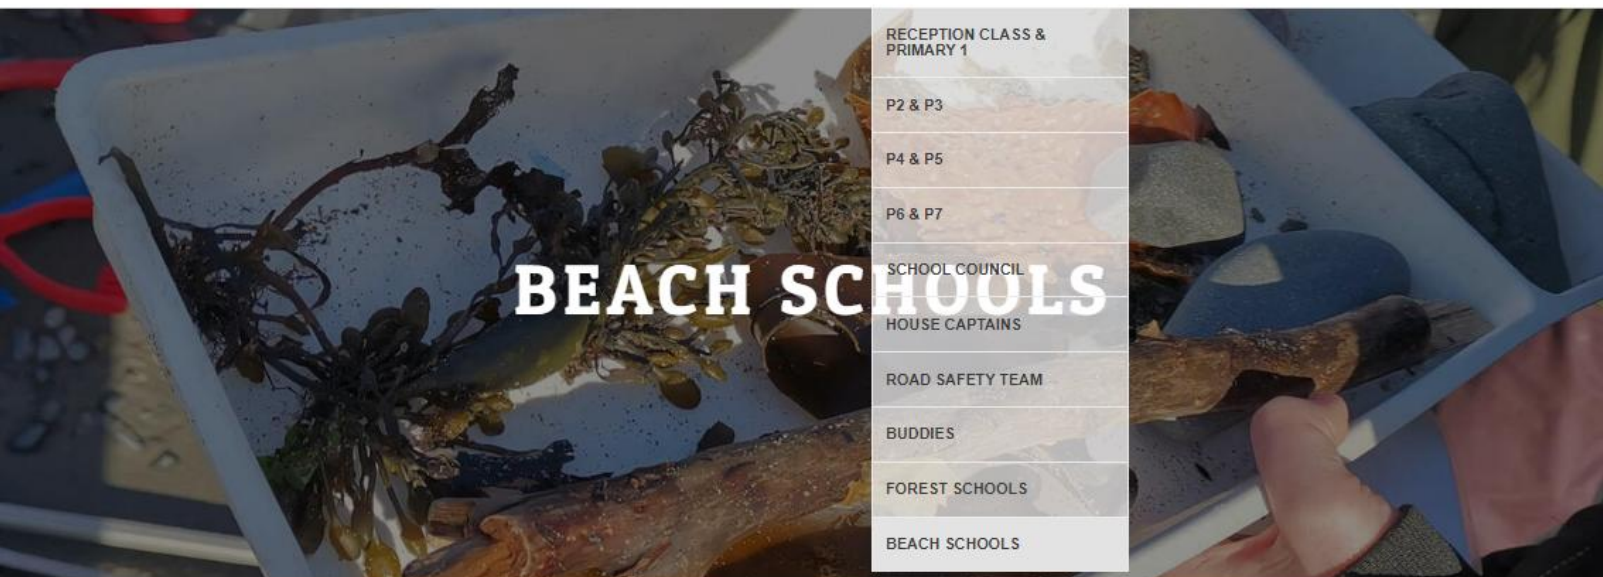 RECEPTION CLASS &
PRIMARY 1
P2 & P3
P4 & P5
P6 & P7
SCHOOL COUNCIL
BEACH SCHOOLS
HOUSE CAPTAINS
ROAD SAFETY TEAM
BUDDIES
FOREST SCHOOLS
BEACH SCHOOLS